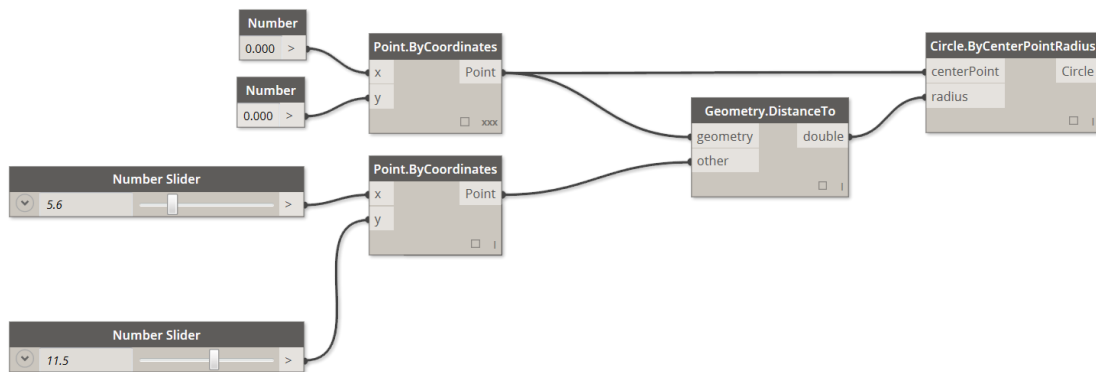 Number
0.000 >
Number
0.000 >
Point.ByCoordinates
x Point
y
xxx
Circle.ByCenterPointRadius
centerPoint Circle
radius
l
Geometry.DistanceTo
geometry double
other
l
Point.ByCoordinates
x Point
y
l
Number Slider
5.6 >
Number Slider
11.5 >